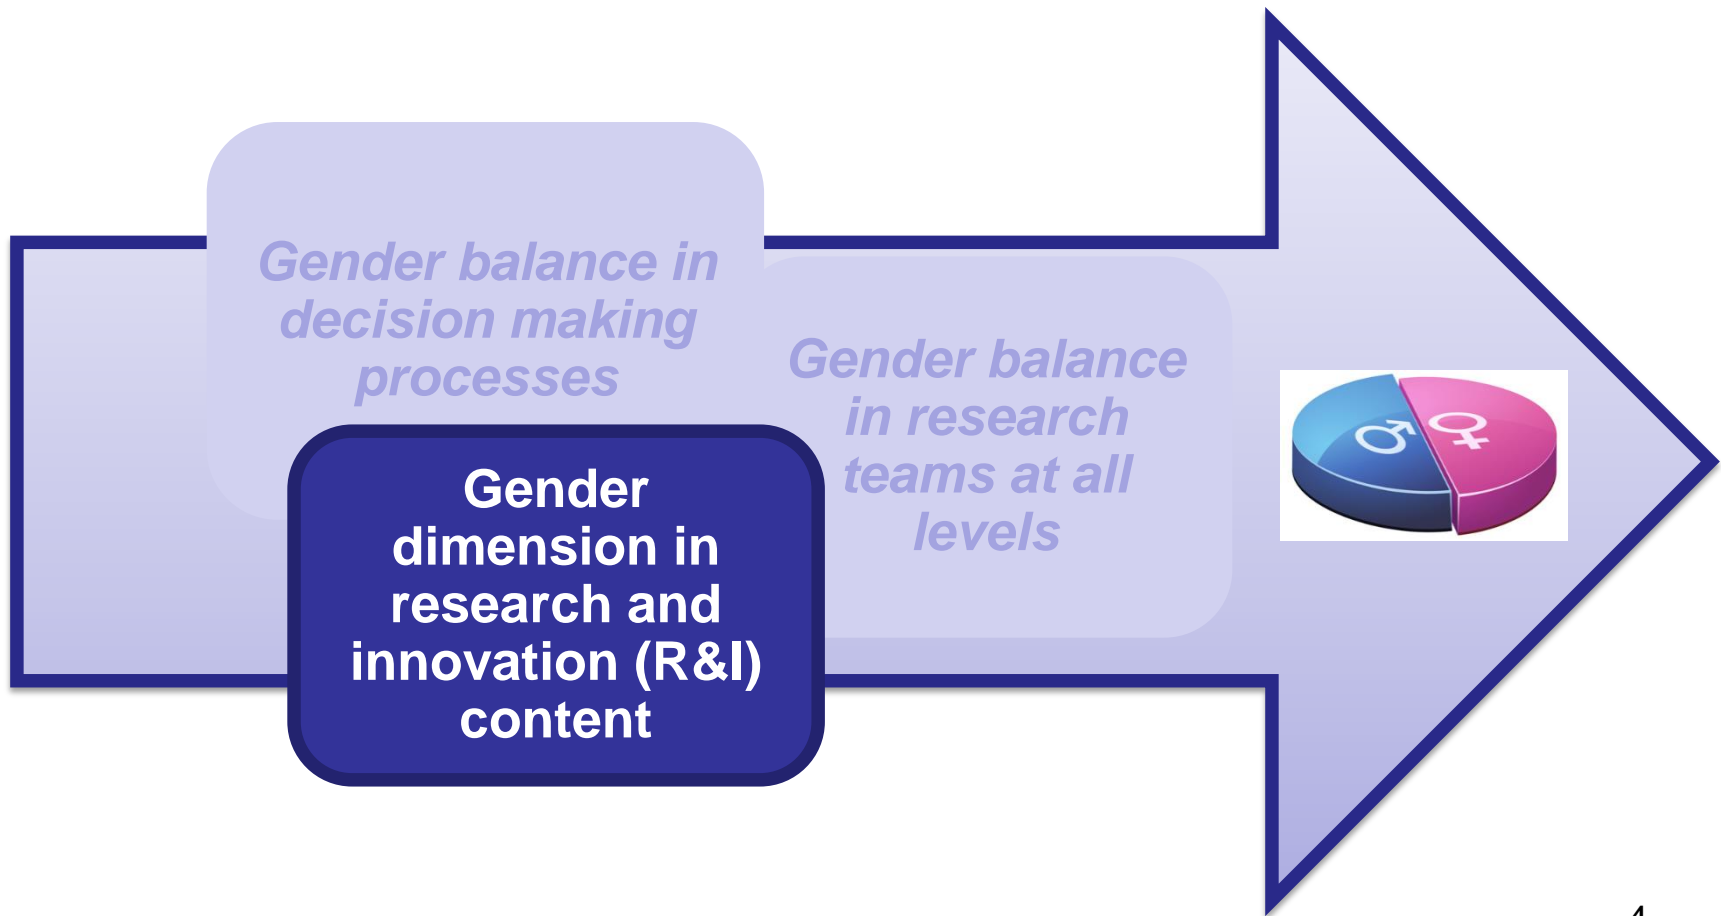 Gender balance in
decision making
processes
Gender balance
in research
teams at all
levels
Gender
dimension in
research and
innovation (R&I)
content
4